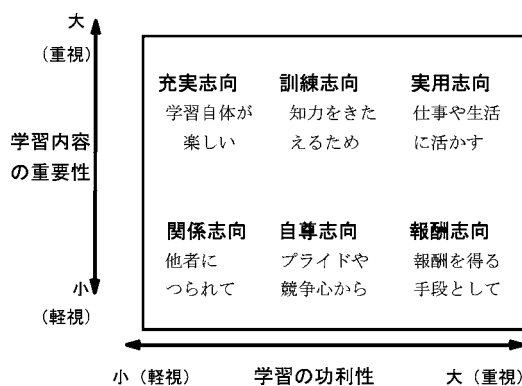 大
(重視)
学習内容
の重要性
小
(軽視)
充実志向 訓練志向 実用志向
学習自体が 知力をきた 仕事や生活
楽しい えるため に活かす
関係志向 自尊志向 報酬志向
他者に プライドや 報酬を得る
つられて 競争心から 手段として
小 (軽視) 学習の功利性 大 (重視)